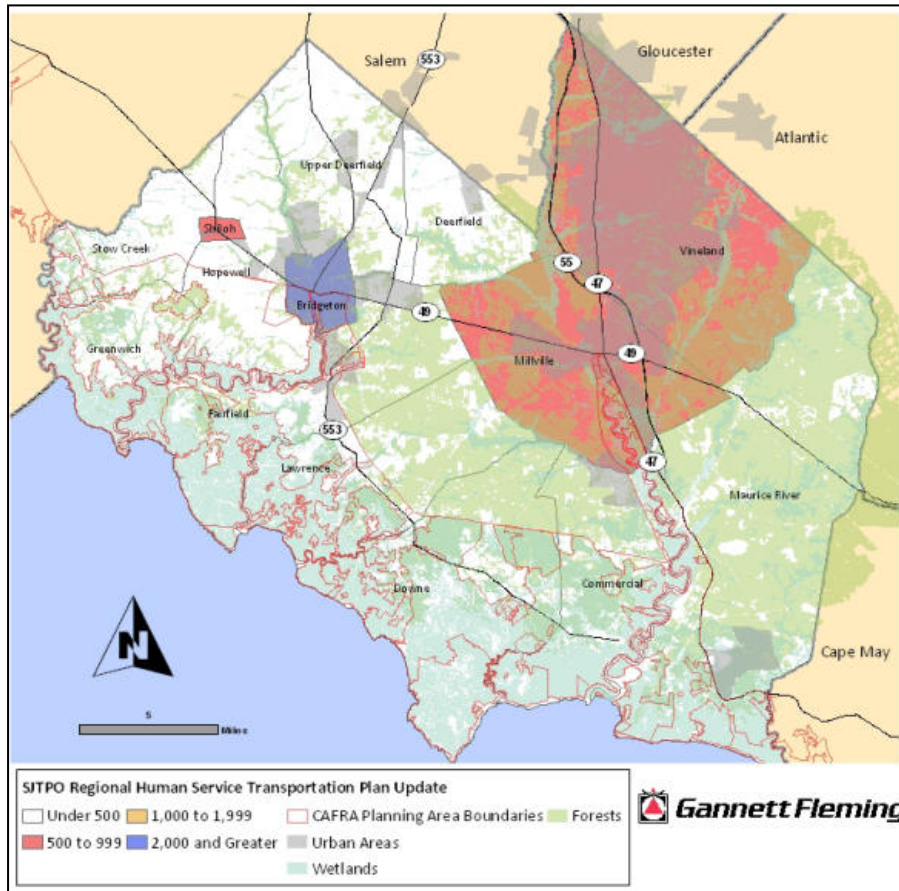 Gloucester
Salem
553
Atlantic
Upper Deerfield
Shiloh
Deerfield
Stow Creek
Vineland
55
Hopewell
47
Bridgeton
49
Greenwich
Millville
49
Fairfield
553
Lawrence
47
Maurice River
Downe
Commercial
N
Cape May
5
Miles
SJTPO Regional Human Service Transportation Plan Update
Under 500 1,000 to 1,999 CAFRA Planning Area Boundaries Forests
500 to 999 2,000 and Greater Urban Areas
Wetlands
Gannett Fleming